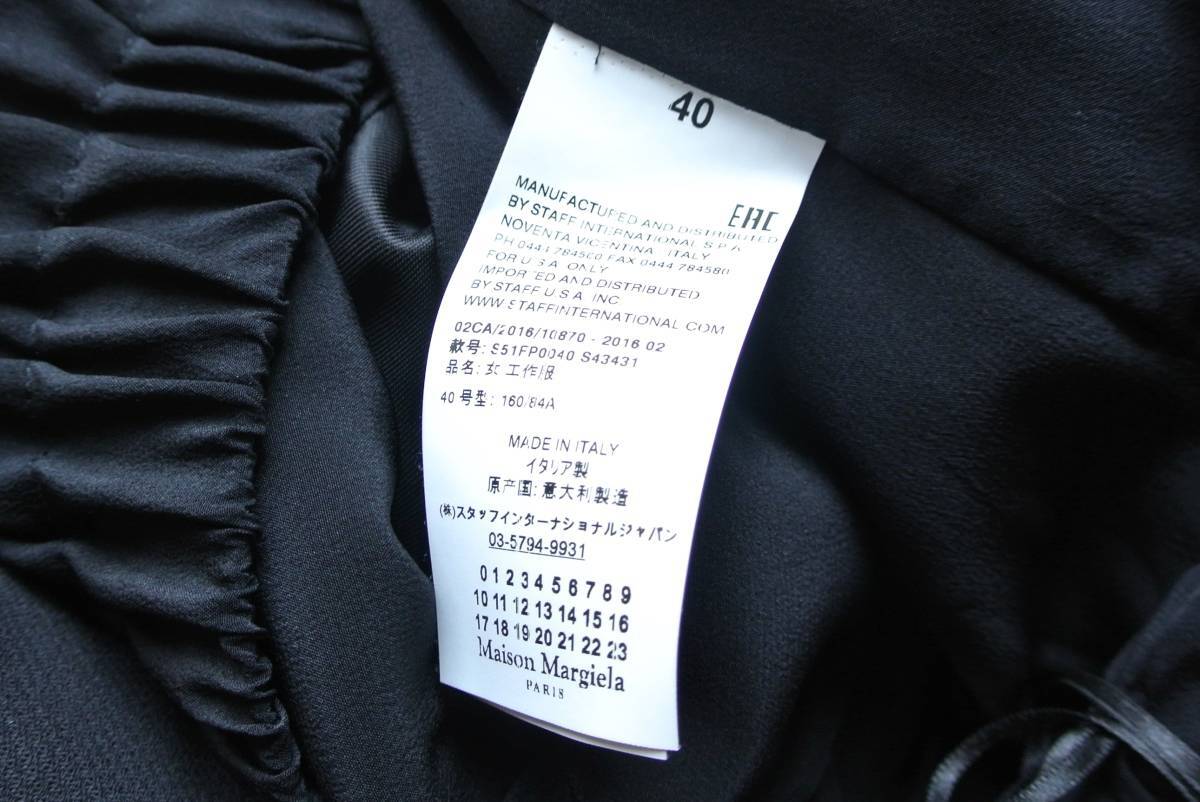 40
EAC
MANUFACTURED AND DISTRIBUTED
BY STAFF INTERNATIONAL S.P.A.
NOVENTA VICENTINA, ITALY
PH 0444 784500 FAX 0444 784580
FOR U.S.A. ONLY
IMPORTED AND DISTRIBUTED
BY STAFF U.S.A. INC
WWW.STAFFINTERNATIONAL.COM
02CA/2016/10870 - 2016 02
款号: S51FP0040 S43431
品名: 女 工作服
40 号型: 160/84A
MADE IN ITALY
イタリア製
原产国: 意大利製造
(株)スタッフインターナショナルジャパン
03-5794-9931
0 1 2 3 4 5 6 7 8 9
10 11 12 13 14 15 16
17 18 19 20 21 22 23
Maison Margiela
PARIS